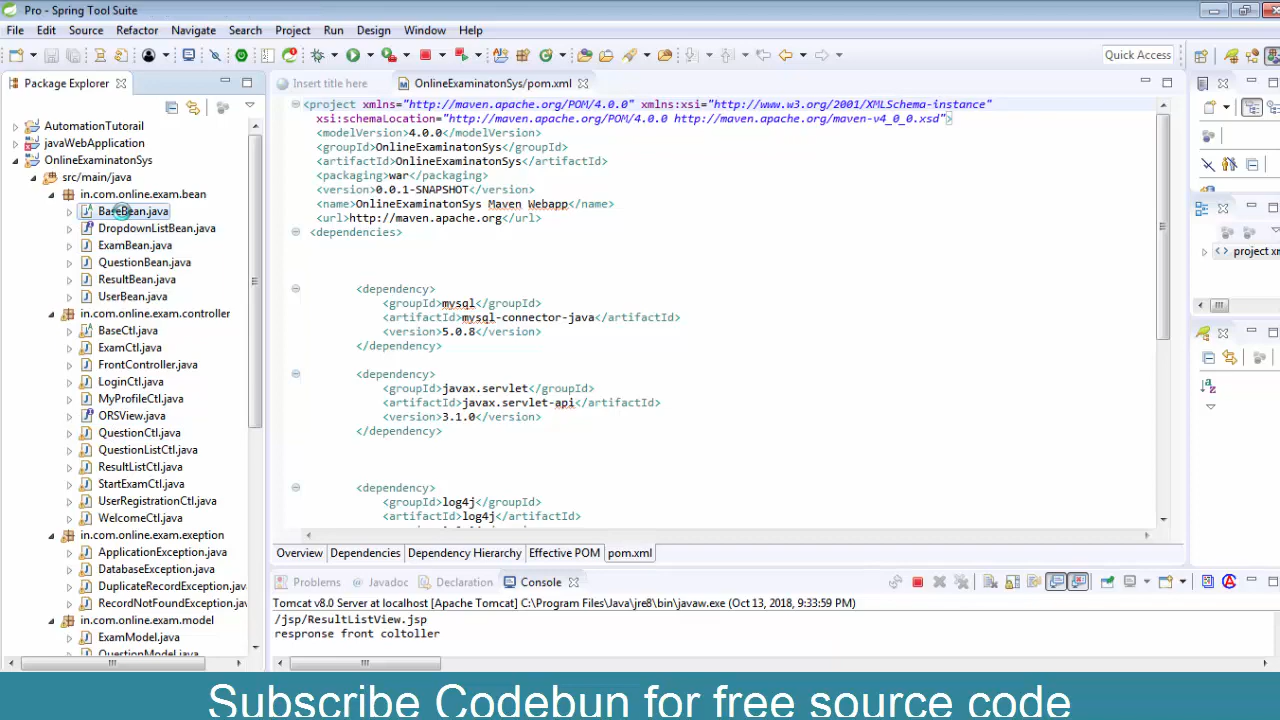 Pro - Spring Tool Suite
File Edit Source Refactor Navigate Search Project Run Design Window Help
Quick Access
Package Explorer
Insert title here
OnlineExaminatonSys/pom.xml
AutomationTutorail
javaWebApplication
OnlineExaminatonSys
src/main/java
in.com.online.exam.bean
BaseBean.java
DropdownListBean.java
ExamBean.java
QuestionBean.java
ResultBean.java
UserBean.java
in.com.online.exam.controller
BaseCtl.java
ExamCtl.java
FrontController.java
LoginCtl.java
MyProfileCtl.java
ORSView.java
QuestionCtl.java
QuestionListCtl.java
ResultListCtl.java
StartExamCtl.java
UserRegistrationCtl.java
WelcomeCtl.java
in.com.online.exam.exeption
ApplicationException.java
DatabaseException.java
DuplicateRecordException.java
RecordNotFoundException.java
in.com.online.exam.model
ExamModel.java
QuestionModel.java
<project xmlns="http://maven.apache.org/POM/4.0.0" xmlns:xsi="http://www.w3.org/2001/XMLSchema-instance"
xsi:schemaLocation="http://maven.apache.org/POM/4.0.0 http://maven.apache.org/maven-v4_0_0.xsd">
<modelVersion>4.0.0</modelVersion>
<groupId>OnlineExaminatonSys</groupId>
<artifactId>OnlineExaminatonSys</artifactId>
<packaging>war</packaging>
<version>0.0.1-SNAPSHOT</version>
<name>OnlineExaminatonSys Maven Webapp</name>
<url>http://maven.apache.org</url>
<dependencies>
<dependency>
<groupId>mysql</groupId>
<artifactId>mysql-connector-java</artifactId>
<version>5.0.8</version>
</dependency>
<dependency>
<groupId>javax.servlet</groupId>
<artifactId>javax.servlet-api</artifactId>
<version>3.1.0</version>
</dependency>
<dependency>
<groupId>log4j</groupId>
<artifactId>log4j</artifactId>
Overview Dependencies Dependency Hierarchy Effective POM pom.xml
project xm
Problems Javadoc Declaration Console
Tomcat v8.0 Server at localhost [Apache Tomcat] C:\Program Files\Java\jre8\bin\javaw.exe (Oct 13, 2018, 9:33:59 PM)
/jsp/ResultListView.jsp
respronse front coltoller
Subscribe Codebun for free source code